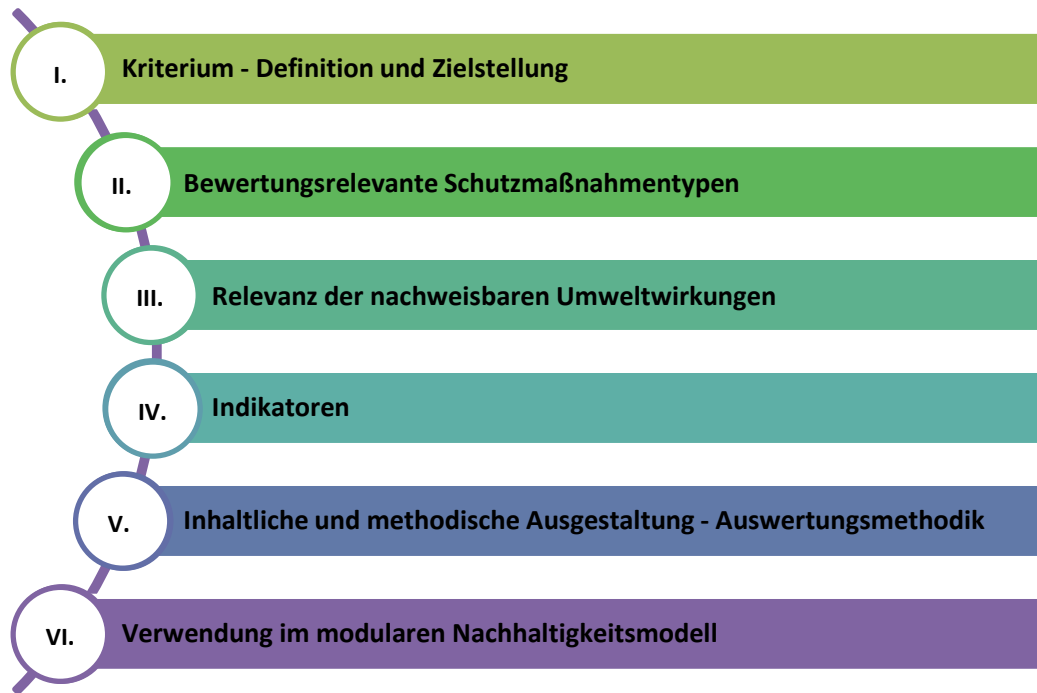 I. Kriterium - Definition und Zielstellung
II. Bewertungsrelevante Schutzmaßnahmentypen
III. Relevanz der nachweisbaren Umweltwirkungen
IV. Indikatoren
V. Inhaltliche und methodische Ausgestaltung - Auswertungsmethodik
VI. Verwendung im modularen Nachhaltigkeitsmodell